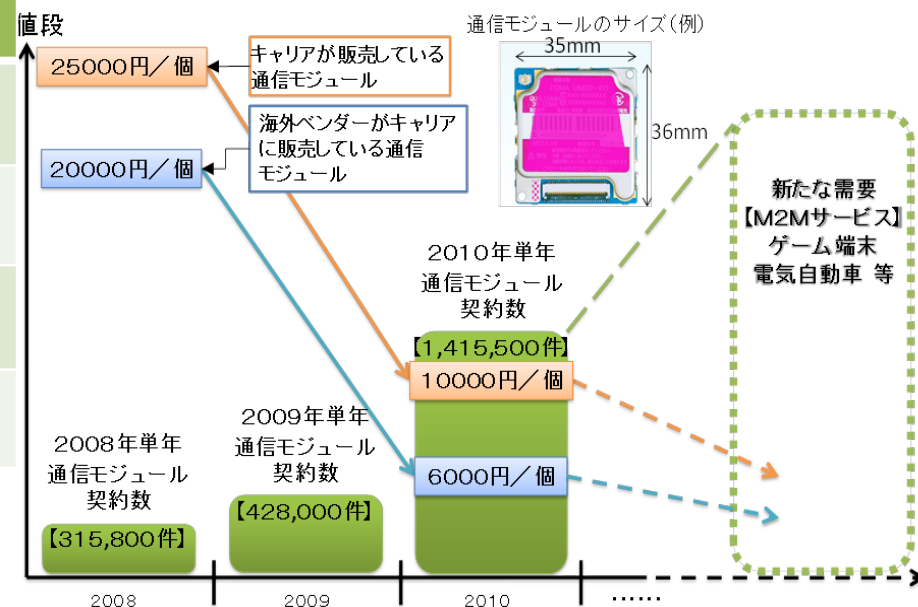 値段
通信モジュールのサイズ(例)
35mm
36mm
25000円/個
キャリアが販売している
通信モジュール
20000円/個
海外ベンダーがキャリア
に販売している通信
モジュール
新たな需要
【M2Mサービス】
ゲーム端末
電気自動車 等
2010年単年
通信モジュール
契約数
【1,415,500件】
10000円/個
6000円/個
2009年単年
通信モジュール
契約数
【428,000件】
2008年単年
通信モジュール
契約数
【315,800件】
2008
2009
2010
……